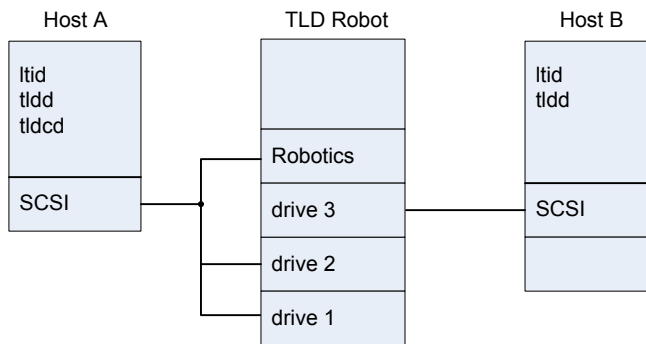 Host A
TLD Robot
Host B
ltid
tldd
tldcd
SCSI
Robotics
drive 3
drive 2
drive 1
ltid
tldd
SCSI